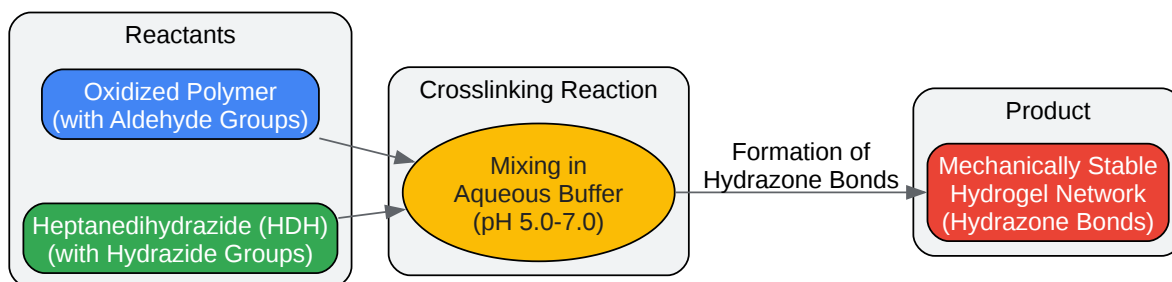 Reactants
Oxidized Polymer
(with Aldehyde Groups)
Heptanedihydrazide (HDH)
(with Hydrazide Groups)
Crosslinking Reaction
Mixing in
Aqueous Buffer
(pH 5.0-7.0)
Formation of
Hydrazone Bonds
Product
Mechanically Stable
Hydrogel Network
(Hydrazone Bonds)